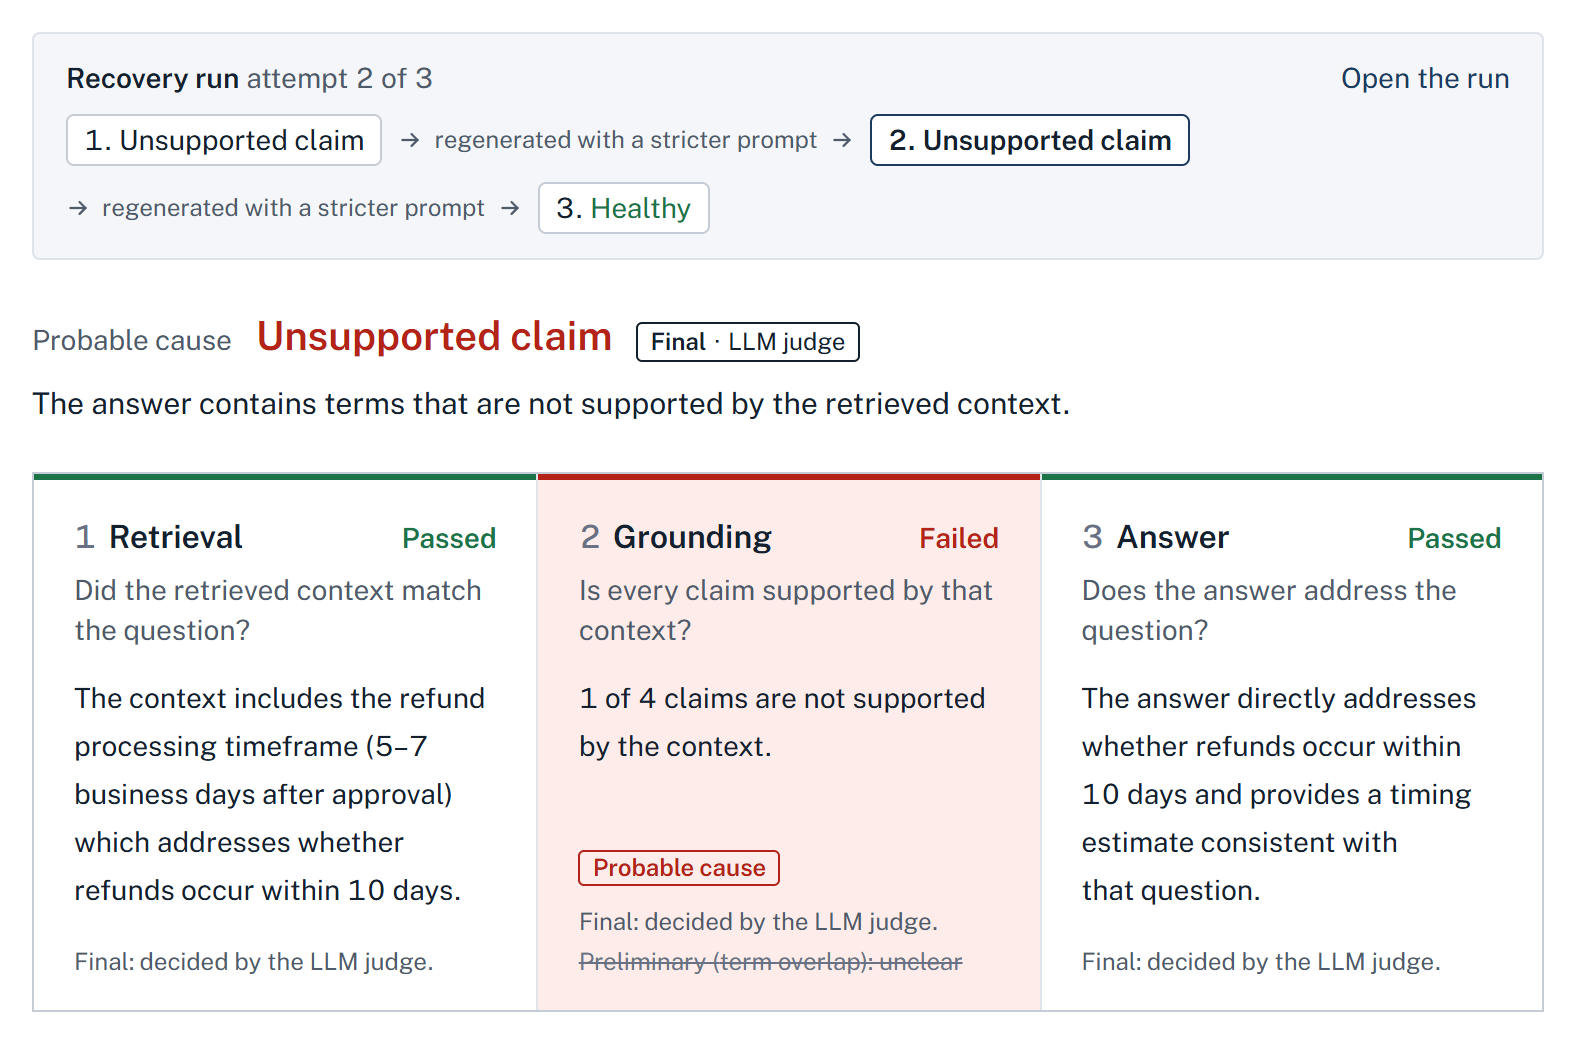 Recovery run attempt 2 of 3
Open the run
1. Unsupported claim → regenerated with a stricter prompt → 2. Unsupported claim
→ regenerated with a stricter prompt → 3. Healthy
Probable cause Unsupported claim Final · LLM judge
The answer contains terms that are not supported by the retrieved context.
1 Retrieval Passed
Did the retrieved context match
the question?
The context includes the refund
processing timeframe (5–7
business days after approval)
which addresses whether
refunds occur within 10 days.
Final: decided by the LLM judge.
2 Grounding Failed
Is every claim supported by that
context?
1 of 4 claims are not supported
by the context.
Probable cause
Final: decided by the LLM judge.
Preliminary (term overlap): unclear
3 Answer Passed
Does the answer address the
question?
The answer directly addresses
whether refunds occur within
10 days and provides a timing
estimate consistent with
that question.
Final: decided by the LLM judge.